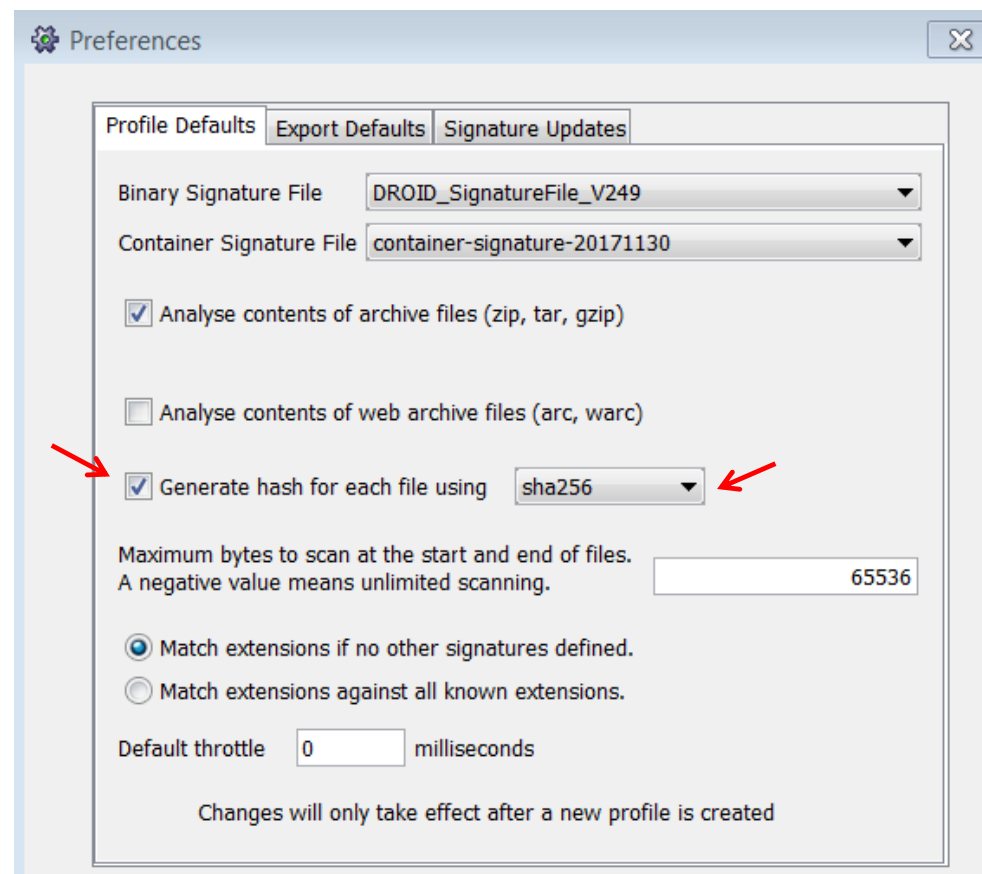 Preferences
Profile Defaults Export Defaults Signature Updates
Binary Signature File DROID_SignatureFile_V249
Container Signature File container-signature-20171130
Analyse contents of archive files (zip, tar, gzip)
Analyse contents of web archive files (arc, warc)
Generate hash for each file using sha256
Maximum bytes to scan at the start and end of files.
A negative value means unlimited scanning. 65536
Match extensions if no other signatures defined.
Match extensions against all known extensions.
Default throttle 0 milliseconds
Changes will only take effect after a new profile is created